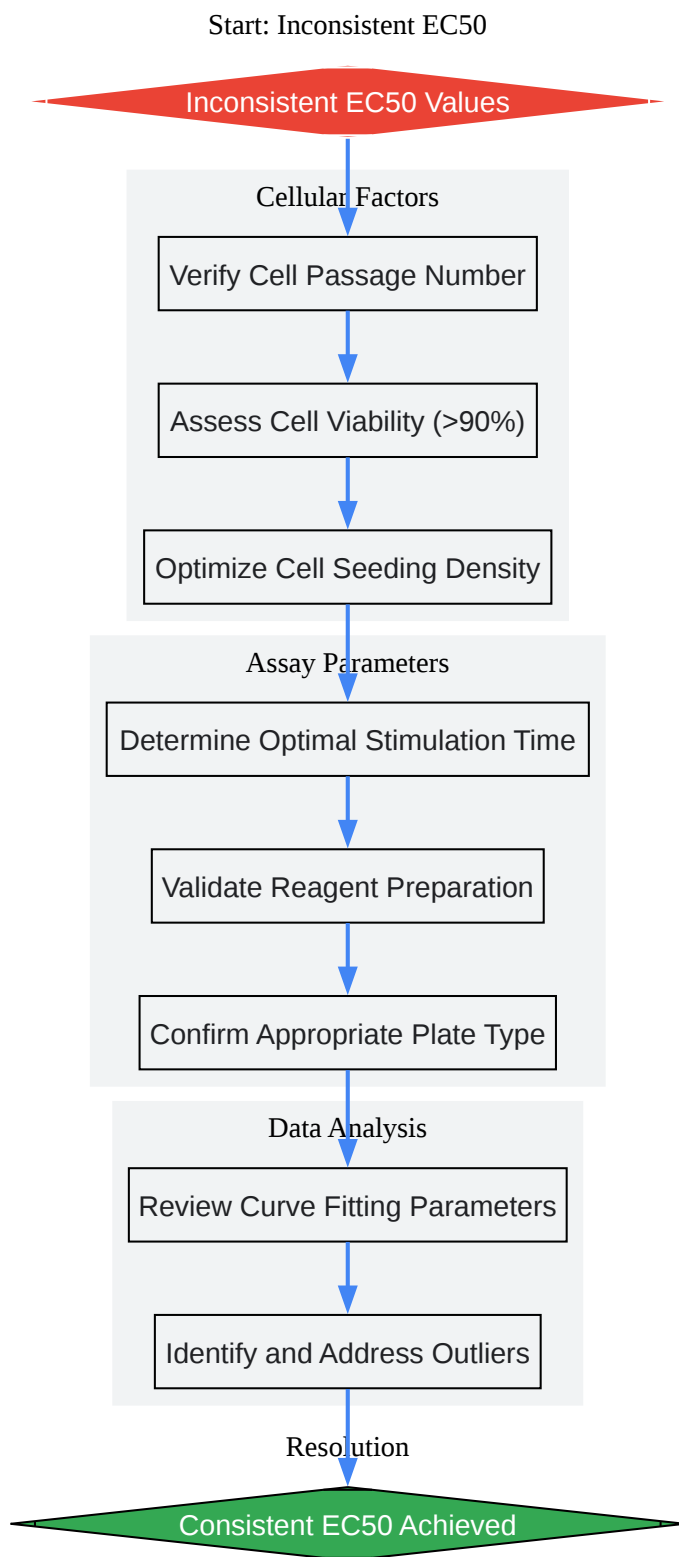 Start: Inconsistent EC50
Inconsistent EC50 Values
Cellular Factors
Verify Cell Passage Number
Assess Cell Viability (>90%)
Optimize Cell Seeding Density
Assay Parameters
Determine Optimal Stimulation Time
Validate Reagent Preparation
Confirm Appropriate Plate Type
Data Analysis
Review Curve Fitting Parameters
Identify and Address Outliers
Resolution
Consistent EC50 Achieved